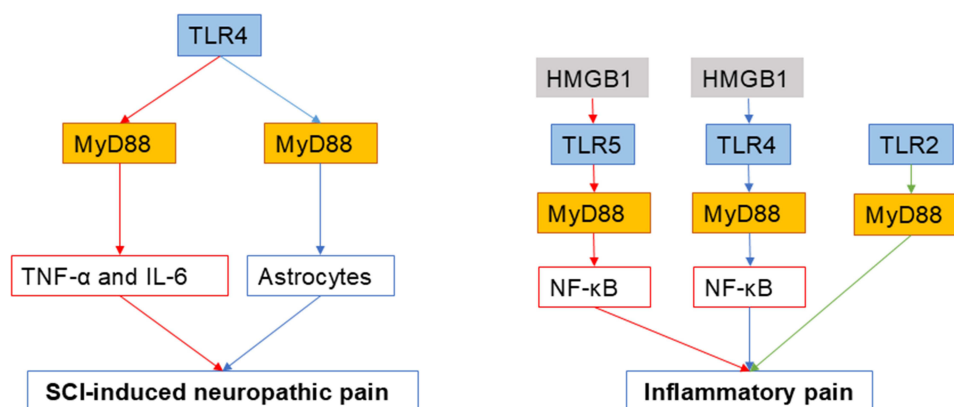 TLR4
MyD88
MyD88
TNF-α and IL-6
Astrocytes
SCI-induced neuropathic pain
HMGB1
HMGB1
TLR5
TLR4
TLR2
MyD88
MyD88
MyD88
NF-κB
NF-κB
Inflammatory pain